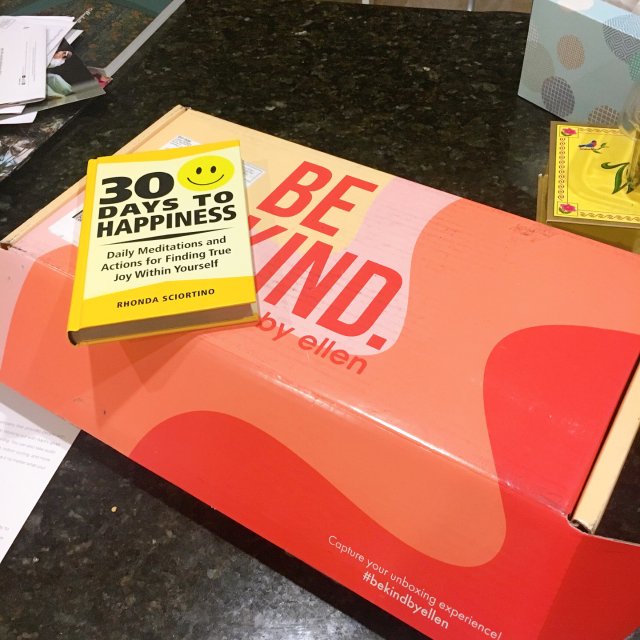 30
DAYS TO
HAPPINESS
Daily Meditations and
Actions for Finding True
Joy Within Yourself
RHONDA SCIORTINO
BE
KIND.
by ellen
Capture your unboxing experience!
#bekindbyellen